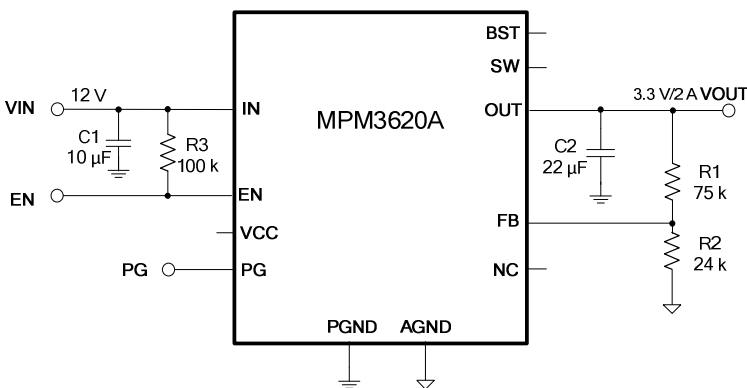 BST
SW
12 V
VIN
IN
C1
10 µF
R3
100 k
MPM3620A
OUT
3.3 V/2 A VOUT
C2
22 µF
R1
75 k
EN
EN
FB
VCC
R2
24 k
PG
PG
NC
PGND
AGND